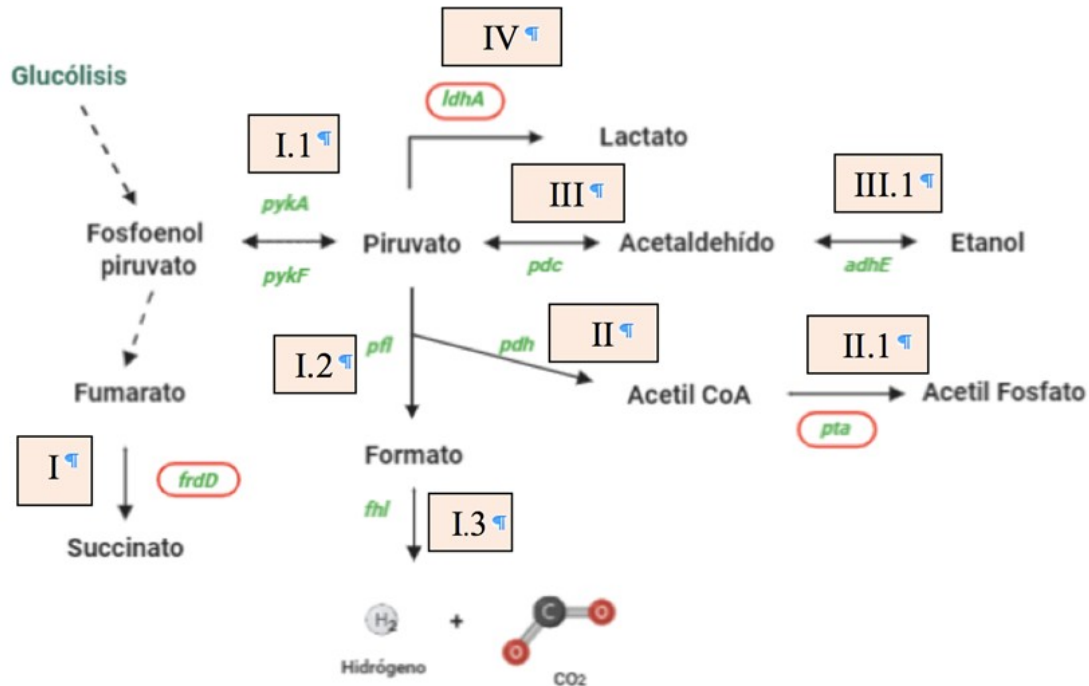 IV ¶
Glucólisis
ldhA
I.1 ¶
Lactato
III ¶
III.1 ¶
pykA
Fosfoenol
piruvato
Piruvato
Acetaldehído
Etanol
pykF
pdc
adhE
I.2 ¶
pfl
pdh
II ¶
II.1 ¶
Fumarato
Acetil CoA
Acetil Fosfato
pta
I ¶
frdD
Formato
fhl
I.3 ¶
Succinato
H2
+
C
O
O
Hidrógeno
CO2